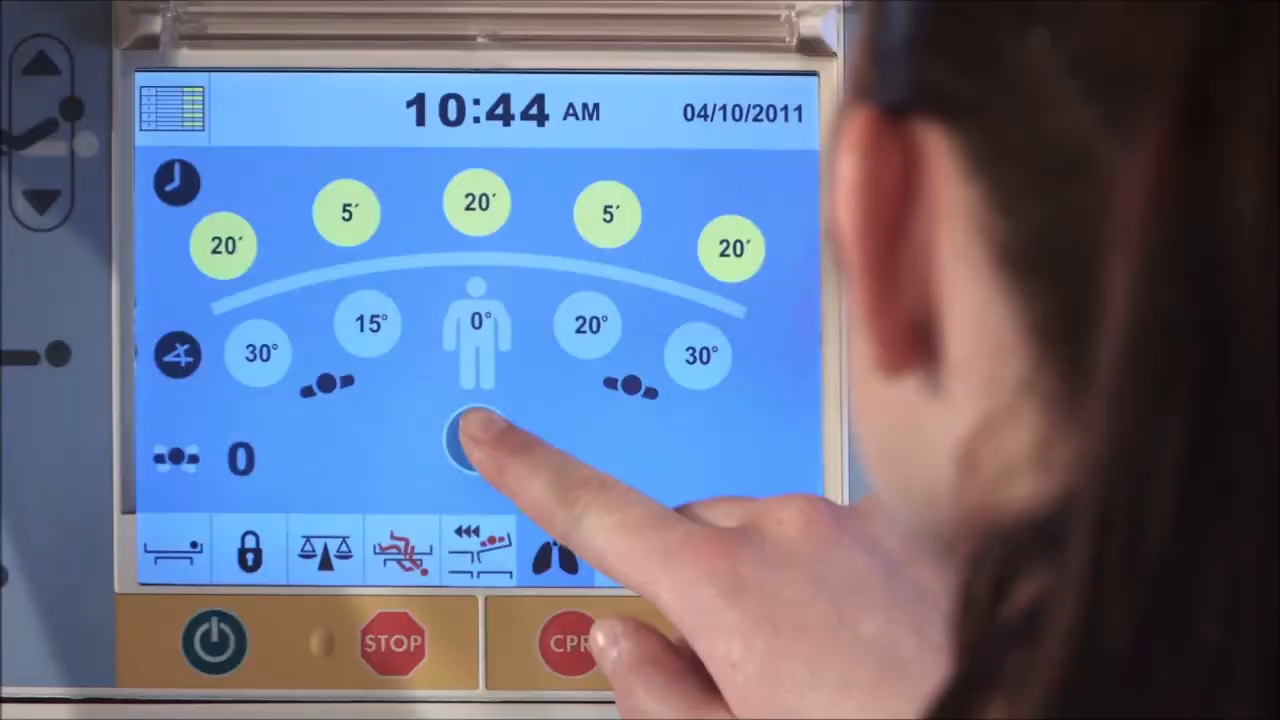 10:44 AM
04/10/2011
20′ 5′ 20′ 5′ 20′
30° 15° 0° 20° 30°
0
STOP
CPR